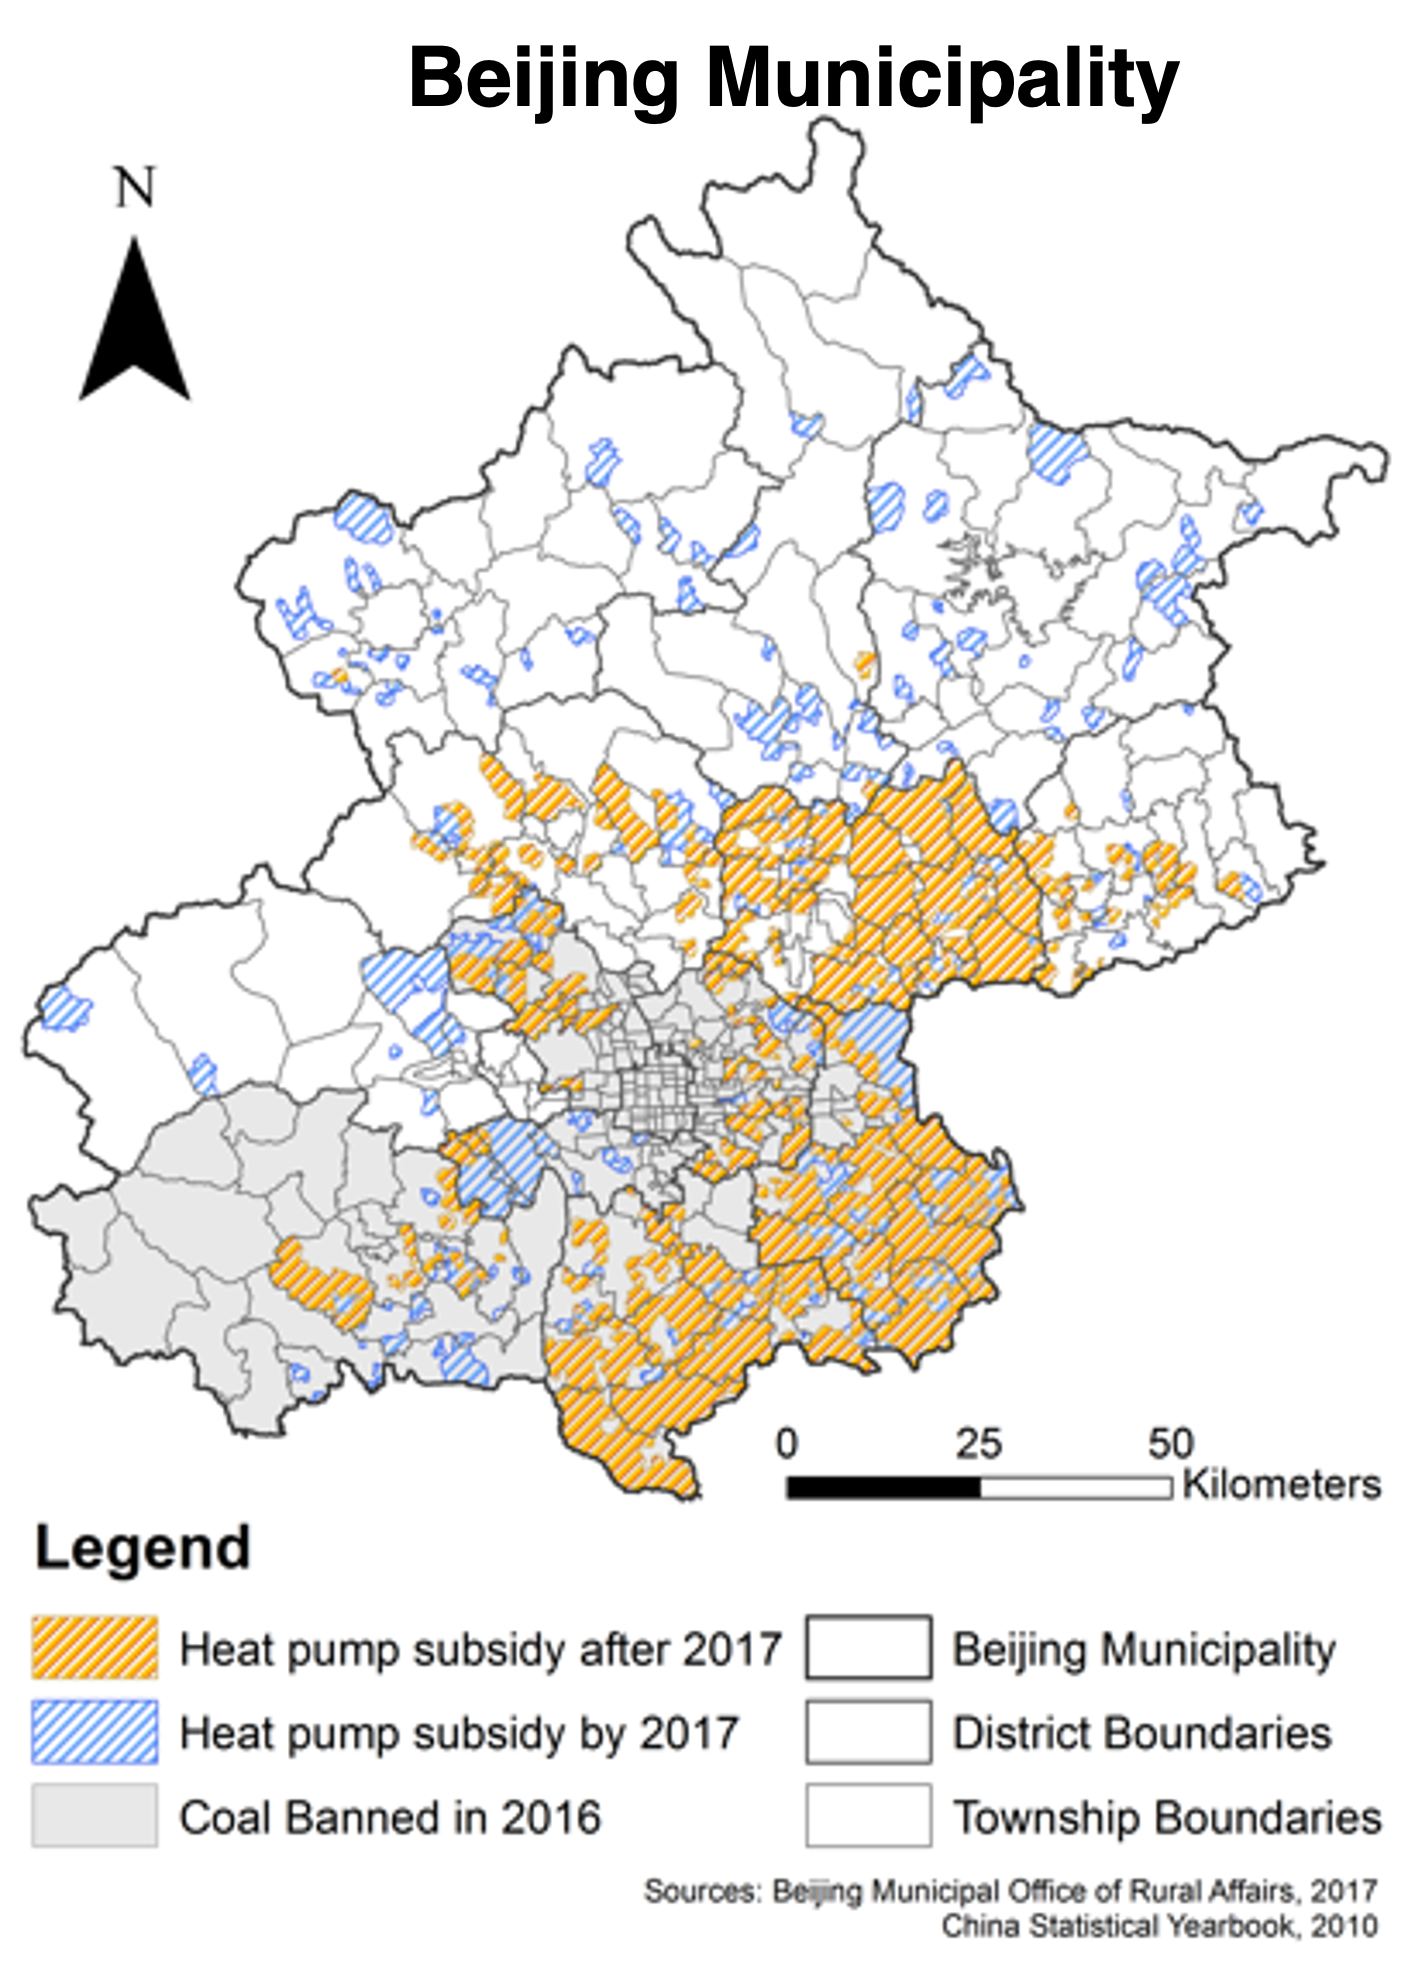 Beijing Municipality
N
0 25 50
Kilometers
Legend
Heat pump subsidy after 2017
Heat pump subsidy by 2017
Coal Banned in 2016
Beijing Municipality
District Boundaries
Township Boundaries
Sources: Beijing Municipal Office of Rural Affairs, 2017
China Statistical Yearbook, 2010